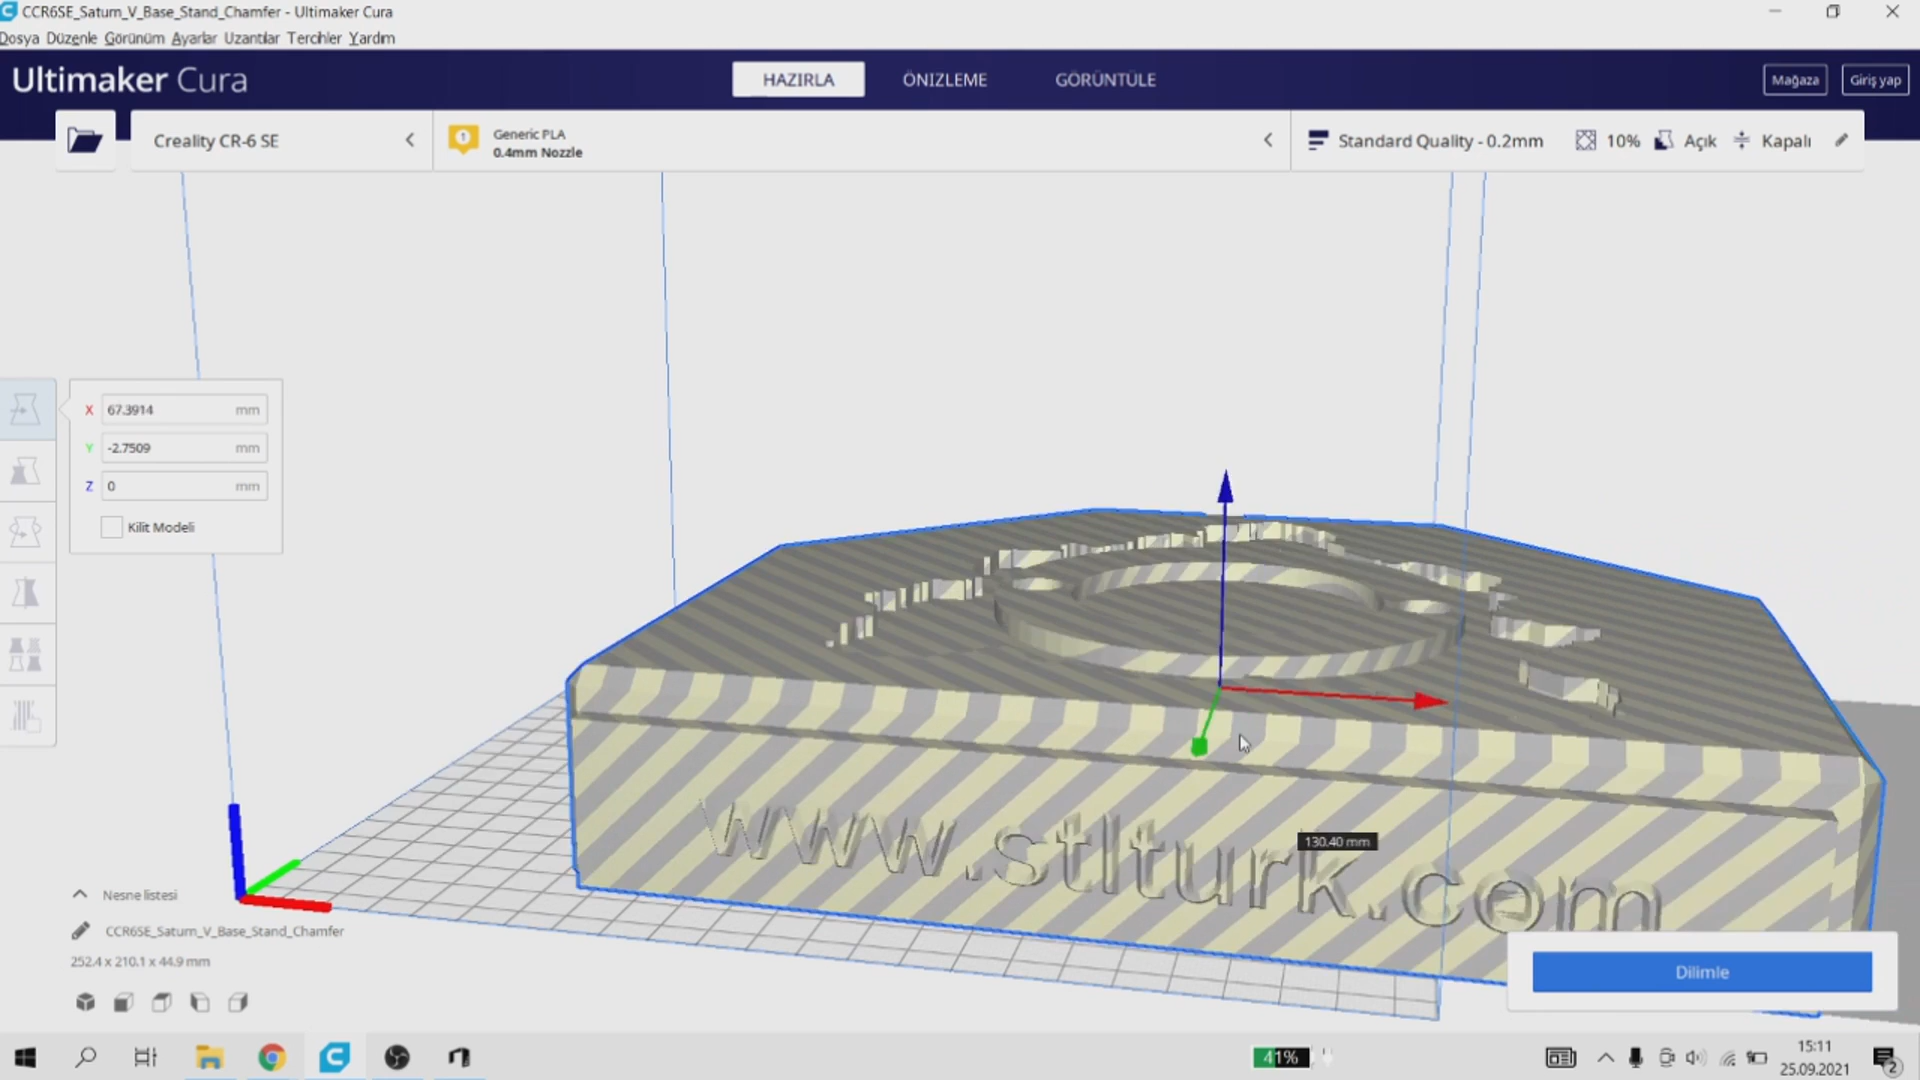 CCR6SE_Saturn_V_Base_Stand_Chamfer - Ultimaker Cura
Dosya Düzenle Görünüm Ayarlar Uzantılar Tercihler Yardım
Ultimaker Cura
HAZIRLA
ÖNIZLEME
GÖRÜNTÜLE
Mağaza
Giriş yap
Creality CR-6 SE
1
Generic PLA
0.4mm Nozzle
Standard Quality - 0.2mm
10%
Açık
Kapalı
X 67.3914 mm
Y -2.7509 mm
Z 0 mm
Kilit Modeli
www.stlturk.com
130.40 mm
Nesne listesi
CCR6SE_Saturn_V_Base_Stand_Chamfer
252.4 x 210.1 x 44.9 mm
Dilimle
41%
15:11
25.09.2021
2